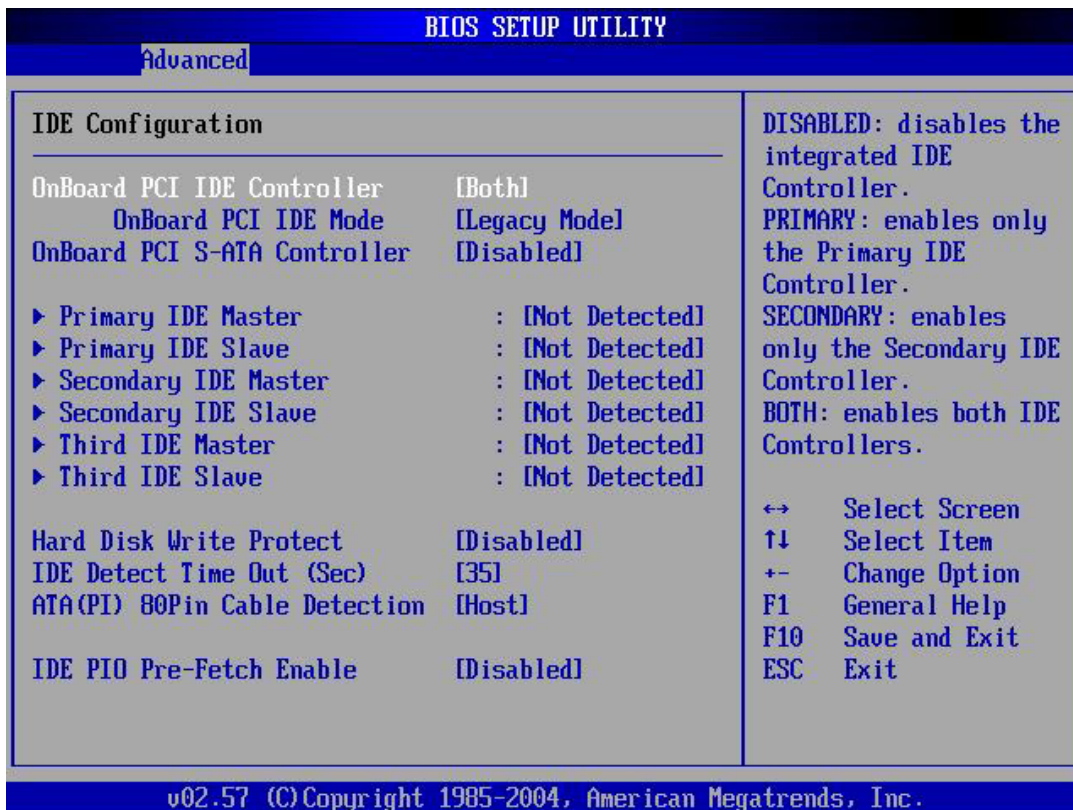 BIOS SETUP UTILITY
Advanced
IDE Configuration
OnBoard PCI IDE Controller [Both]
OnBoard PCI IDE Mode [Legacy Mode]
OnBoard PCI S-ATA Controller [Disabled]
▶ Primary IDE Master : [Not Detected]
▶ Primary IDE Slave : [Not Detected]
▶ Secondary IDE Master : [Not Detected]
▶ Secondary IDE Slave : [Not Detected]
▶ Third IDE Master : [Not Detected]
▶ Third IDE Slave : [Not Detected]
Hard Disk Write Protect [Disabled]
IDE Detect Time Out (Sec) [35]
ATA(PI) 80Pin Cable Detection [Host]
IDE PIO Pre-Fetch Enable [Disabled]
DISABLED: disables the
integrated IDE
Controller.
PRIMARY: enables only
the Primary IDE
Controller.
SECONDARY: enables
only the Secondary IDE
Controller.
BOTH: enables both IDE
Controllers.
↔ Select Screen
↑↓ Select Item
+- Change Option
F1 General Help
F10 Save and Exit
ESC Exit
v02.57 (C)Copyright 1985-2004, American Megatrends, Inc.